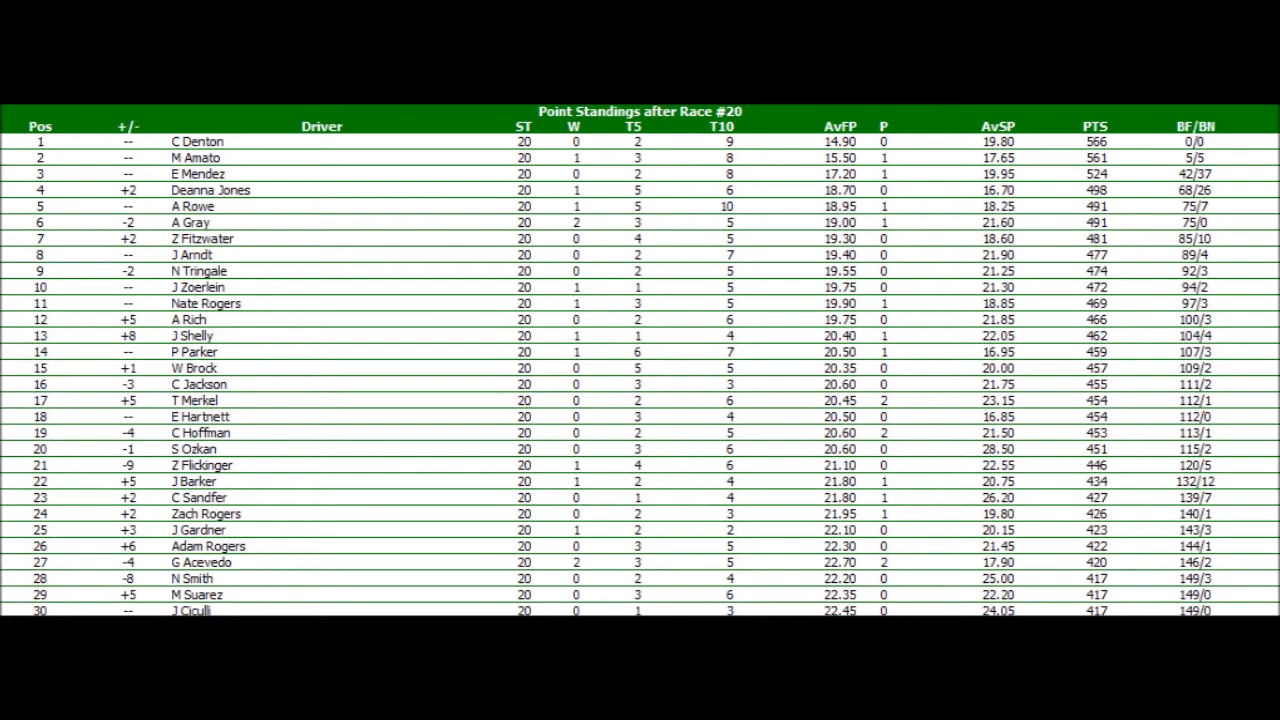 Point Standings after Race #20
Pos +/- Driver ST W T5 T10 AvFP P AvSP PTS BF/BN
1 -- C Denton 20 0 2 9 14.90 0 19.80 566 0/0
2 -- M Amato 20 1 3 8 15.50 1 17.65 561 5/5
3 -- E Mendez 20 0 2 8 17.20 1 19.95 524 42/37
4 +2 Deanna Jones 20 1 5 6 18.70 0 16.70 498 68/26
5 -- A Rowe 20 1 5 10 18.95 1 18.25 491 75/7
6 -2 A Gray 20 2 3 5 19.00 1 21.60 491 75/0
7 +2 Z Fitzwater 20 0 4 5 19.30 0 18.60 481 85/10
8 -- J Arndt 20 0 2 7 19.40 0 21.90 477 89/4
9 -2 N Tringale 20 0 2 5 19.55 0 21.25 474 92/3
10 -- J Zoerlein 20 1 1 5 19.75 0 21.30 472 94/2
11 -- Nate Rogers 20 1 3 5 19.90 1 18.85 469 97/3
12 +5 A Rich 20 0 2 6 19.75 0 21.85 466 100/3
13 +8 J Shelly 20 1 1 4 20.40 1 22.05 462 104/4
14 -- P Parker 20 1 6 7 20.50 1 16.95 459 107/3
15 +1 W Brock 20 0 5 5 20.35 0 20.00 457 109/2
16 -3 C Jackson 20 0 3 3 20.60 0 21.75 455 111/2
17 +5 T Merkel 20 0 2 6 20.45 2 23.15 454 112/1
18 -- E Hartnett 20 0 3 4 20.50 0 16.85 454 112/0
19 -4 C Hoffman 20 0 2 5 20.60 2 21.50 453 113/1
20 -1 S Ozkan 20 0 3 6 20.60 0 28.50 451 115/2
21 -9 Z Flickinger 20 1 4 6 21.10 0 22.55 446 120/5
22 +5 J Barker 20 1 2 4 21.80 1 20.75 434 132/12
23 +2 C Sandfer 20 0 1 4 21.80 1 26.20 427 139/7
24 +2 Zach Rogers 20 0 2 3 21.95 1 19.80 426 140/1
25 +3 J Gardner 20 1 2 2 22.10 0 20.15 423 143/3
26 +6 Adam Rogers 20 0 3 5 22.30 0 21.45 422 144/1
27 -4 G Acevedo 20 2 3 5 22.70 2 17.90 420 146/2
28 -8 N Smith 20 0 2 4 22.20 0 25.00 417 149/3
29 +5 M Suarez 20 0 3 6 22.35 0 22.20 417 149/0
30 -- J Ciculli 20 0 1 3 22.45 0 24.05 417 149/0